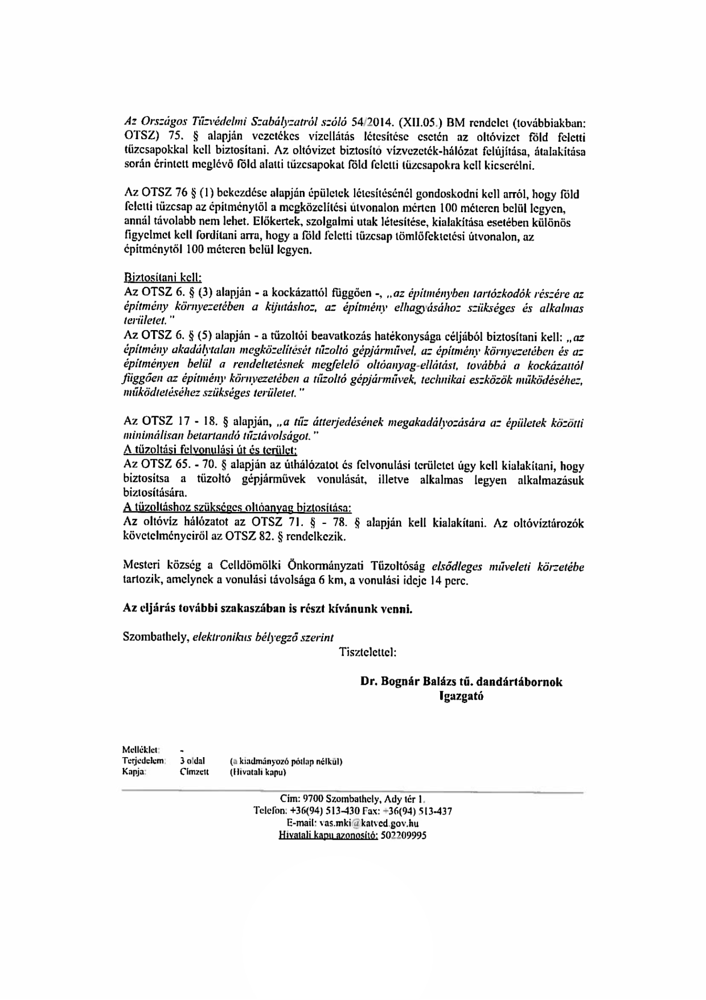 Az Országos Tűzvédelmi Szabályzatról szóló 54/2014. (XII.05.) BM rendelet (továbbiakban:
OTSZ) 75. § alapján vezetékes vízellátás létesítése esetén az oltóvizet föld feletti
tűzcsapokkal kell biztosítani. Az oltóvizet biztosító vízvezeték-hálózat felújítása, átalakítása
során érintett meglévő föld alatti tűzcsapokat föld feletti tűzcsapokra kell kicserélni.
Az OTSZ 76 § (1) bekezdése alapján épületek létesítésénél gondoskodni kell arról, hogy föld
feletti tűzcsap az építménytől a megközelítési útvonalon mérten 100 méteren belül legyen,
annál távolabb nem lehet. Előkertek, szolgalmi utak létesítése, kialakítása esetében különös
figyelmet kell fordítani arra, hogy a föld feletti tűzcsap tömlőfektetési útvonalon, az
építménytől 100 méteren belül legyen.
Biztosítani kell:
Az OTSZ 6. § (3) alapján - a kockázattól függően -, „az építményben tartózkodók részére az
építmény környezetében a kijutáshoz, az építmény elhagyásához szükséges és alkalmas
területet."
Az OTSZ 6. § (5) alapján - a tűzoltói beavatkozás hatékonysága céljából biztosítani kell: „az
építmény akadálytalan megközelítését tűzoltó gépjárművel, az építmény környezetében és az
építményen belül a rendeltetésnek megfelelő oltóanyag-ellátást, továbbá a kockázattól
függően az építmény környezetében a tűzoltó gépjárművek, technikai eszközök működéséhez,
működtetéséhez szükséges területet."
Az OTSZ 17 - 18. § alapján, „a tűz átterjedésének megakadályozására az épületek közötti
minimálisan betartandó tűztávolságot."
A tűzoltási felvonulási út és terület:
Az OTSZ 65. - 70. § alapján az úthálózatot és felvonulási területet úgy kell kialakítani, hogy
biztosítsa a tűzoltó gépjárművek vonulását, illetve alkalmas legyen alkalmazásuk
biztosítására.
A tűzoltáshoz szükséges oltóanyag biztosítása:
Az oltóvíz hálózatot az OTSZ 71. § - 78. § alapján kell kialakítani. Az oltóvíztározók
követelményeiről az OTSZ 82. § rendelkezik.
Mesteri község a Celldömölki Önkormányzati Tűzoltóság elsődleges műveleti körzetébe
tartozik, amelynek a vonulási távolsága 6 km, a vonulási ideje 14 perc.
Az eljárás további szakaszában is részt kívánunk venni.
Szombathely, elektronikus bélyegző szerint
Tisztelettel:
Dr. Bognár Balázs tű. dandártábornok
Igazgató
Melléklet: -
Terjedelem: 3 oldal (a kiadmányozó pótlap nélkül)
Kapja: Címzett (Hivatali kapu)
Cím: 9700 Szombathely, Ady tér 1.
Telefon: +36(94) 513-430 Fax: +36(94) 513-437
E-mail: vas.mki@katved.gov.hu
Hivatali kapu azonosító: 502209995